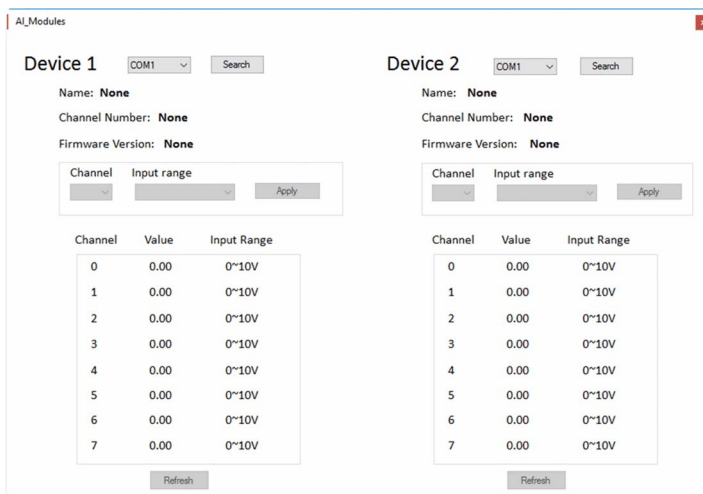 AI_Modules
Device 1 COM1 Search
Name: None
Channel Number: None
Firmware Version: None
Channel Input range
Apply
Channel Value Input Range
0 0.00 0~10V
1 0.00 0~10V
2 0.00 0~10V
3 0.00 0~10V
4 0.00 0~10V
5 0.00 0~10V
6 0.00 0~10V
7 0.00 0~10V
Refresh
Device 2 COM1 Search
Name: None
Channel Number: None
Firmware Version: None
Channel Input range
Apply
Channel Value Input Range
0 0.00 0~10V
1 0.00 0~10V
2 0.00 0~10V
3 0.00 0~10V
4 0.00 0~10V
5 0.00 0~10V
6 0.00 0~10V
7 0.00 0~10V
Refresh